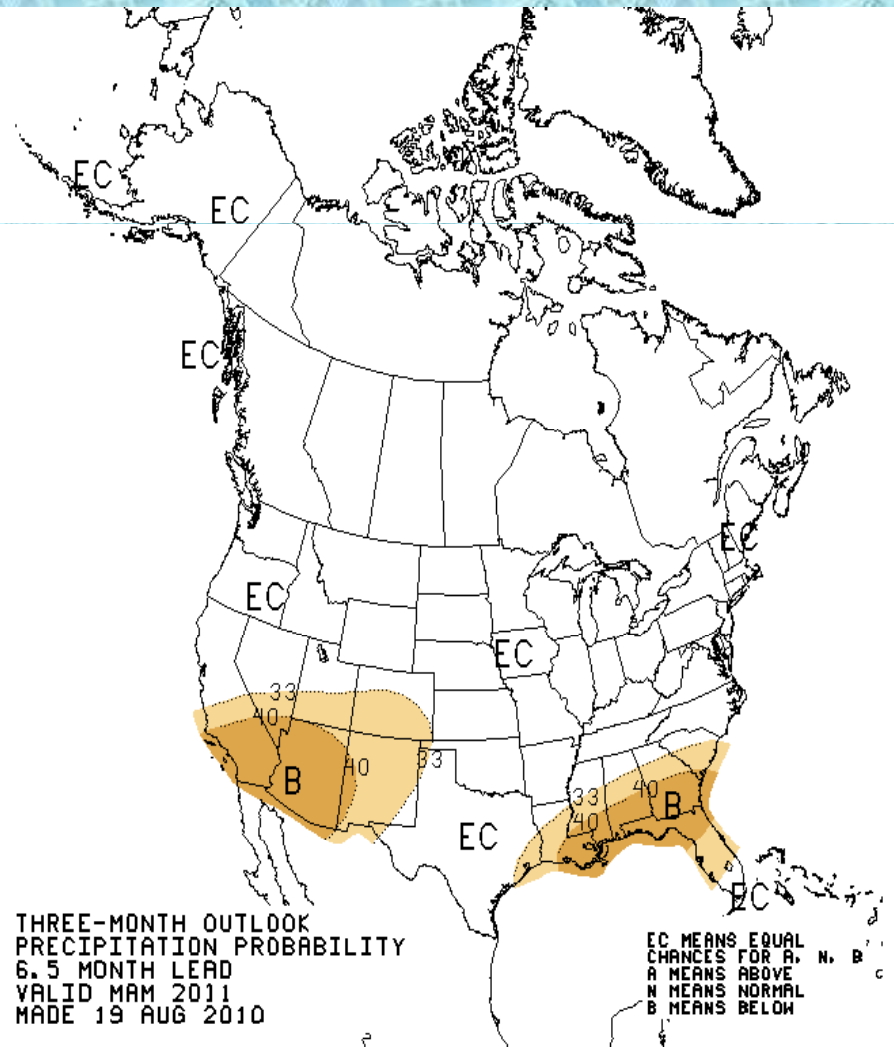 EC
EC
EC
EC
EC
EC
33
40
33
40
B
40
33
40
B
EC
EC
THREE-MONTH OUTLOOK
PRECIPITATION PROBABILITY
6.5 MONTH LEAD
VALID MAM 2011
MADE 19 AUG 2010
EC MEANS EQUAL
CHANCES FOR A, N, B
A MEANS ABOVE
N MEANS NORMAL
B MEANS BELOW